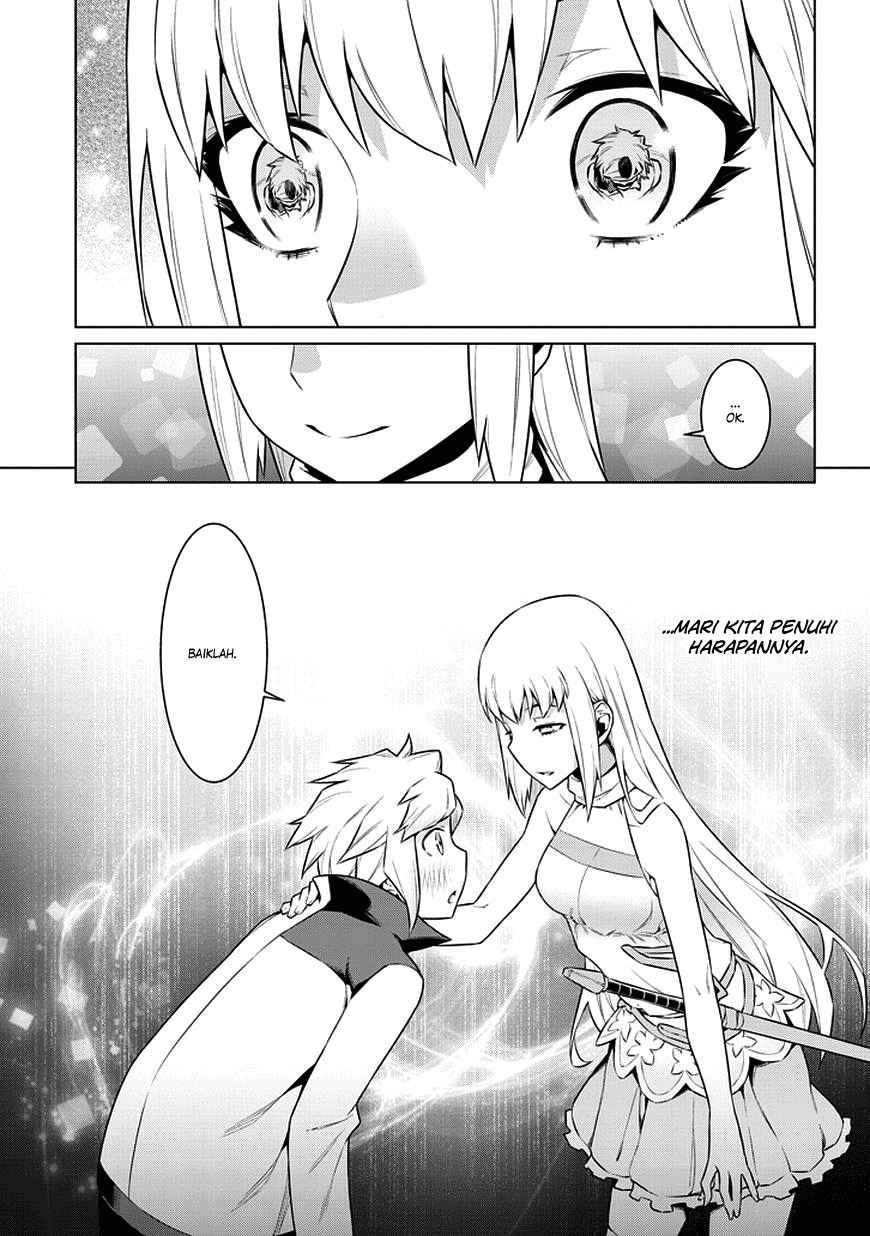 ...
OK.
...MARI KITA PENUHI
HARAPANNYA.
BAIKLAH.